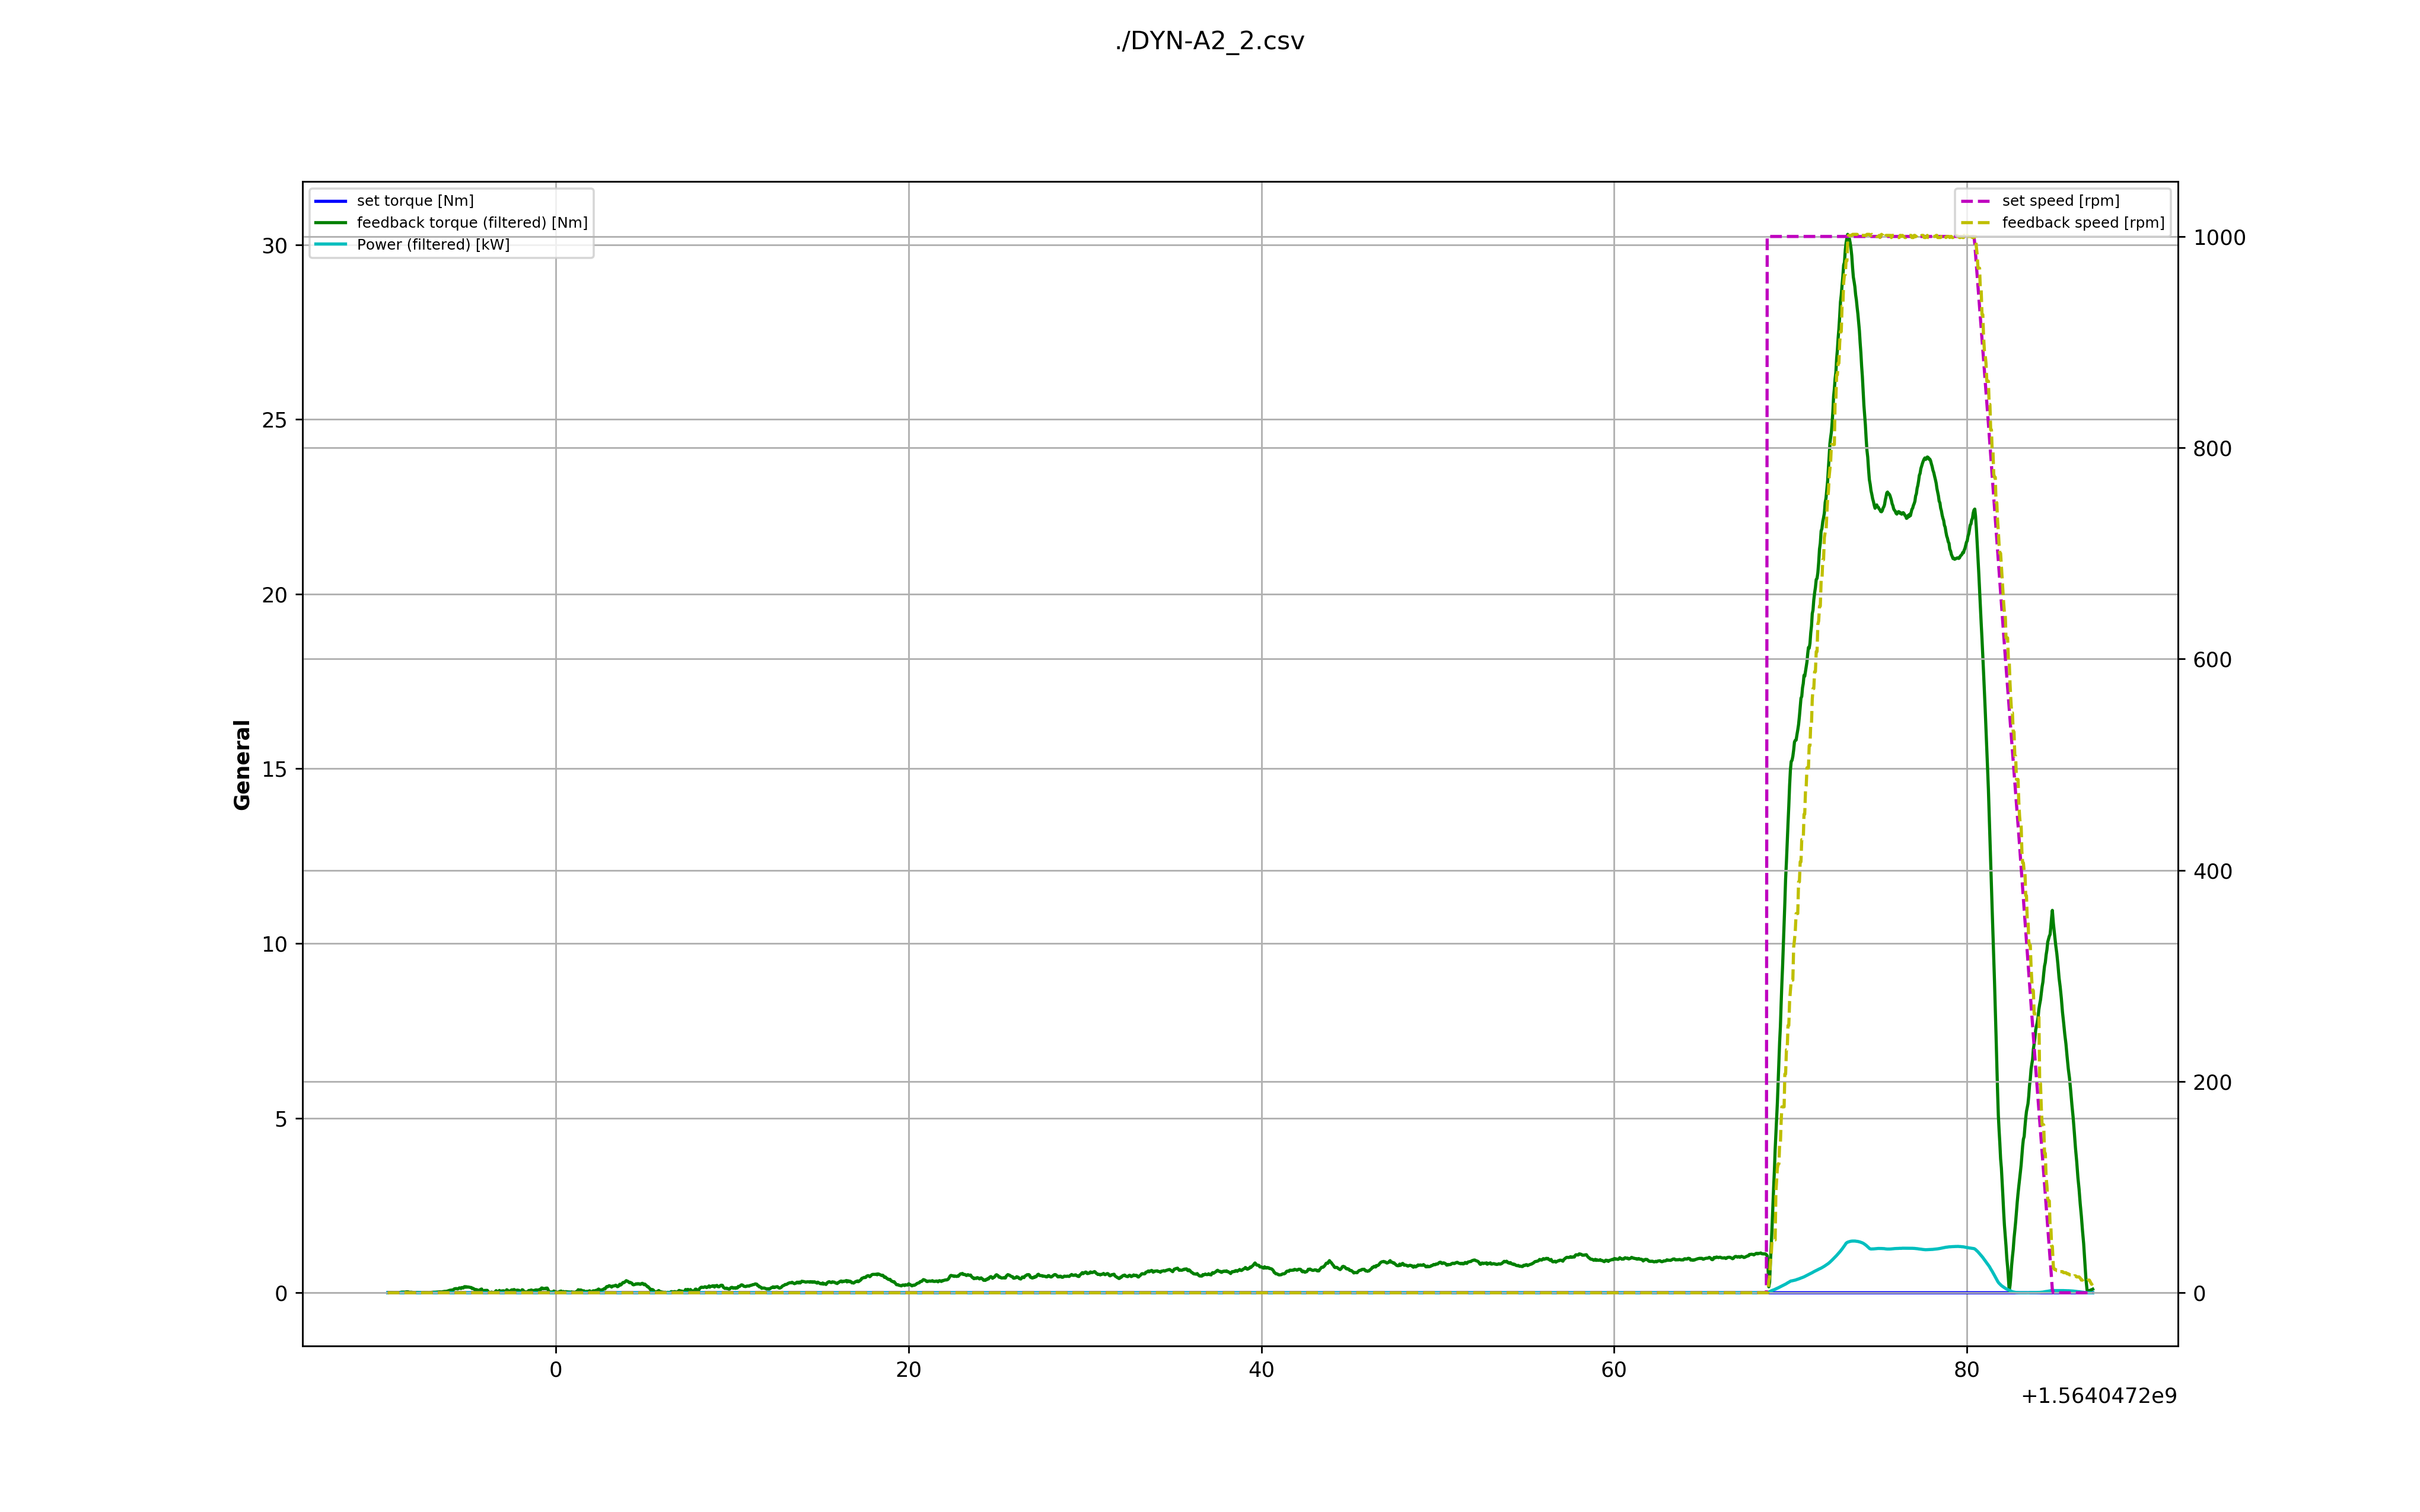 ./DYN-A2_2.csv
set torque [Nm]
feedback torque (filtered) [Nm]
Power (filtered) [kW]
set speed [rpm]
feedback speed [rpm]
General
30
25
20
15
10
5
0
1000
800
600
400
200
0
0
20
40
60
80
+1.5640472e9